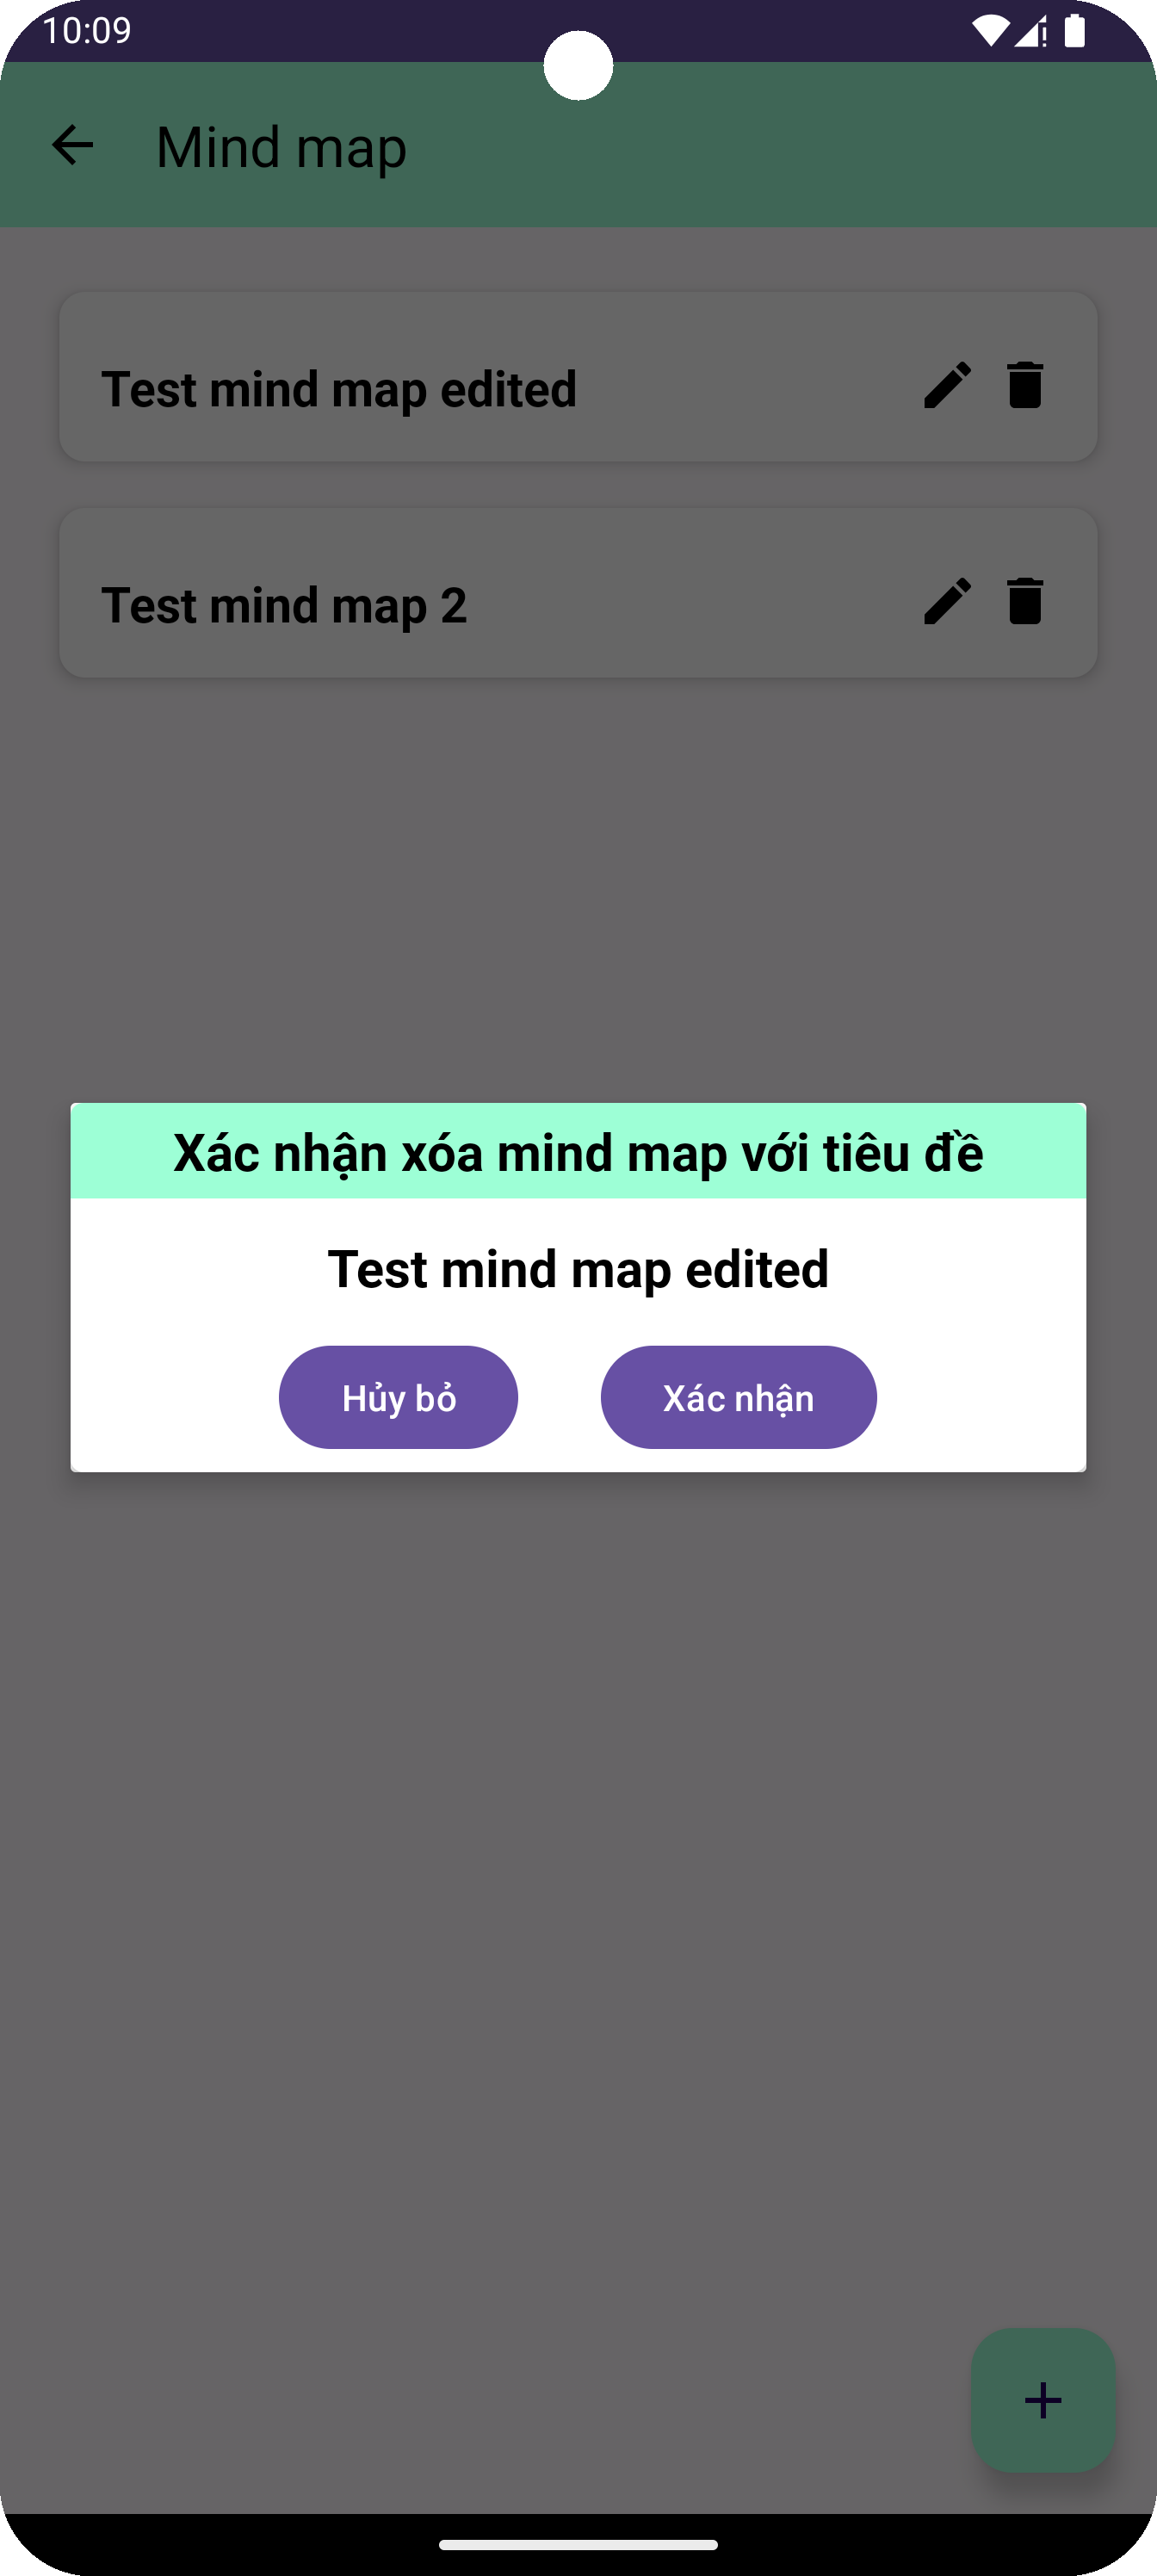 10:09
Mind map
Test mind map edited
Test mind map 2
Xác nhận xóa mind map với tiêu đề
Test mind map edited
Hủy bỏ
Xác nhận